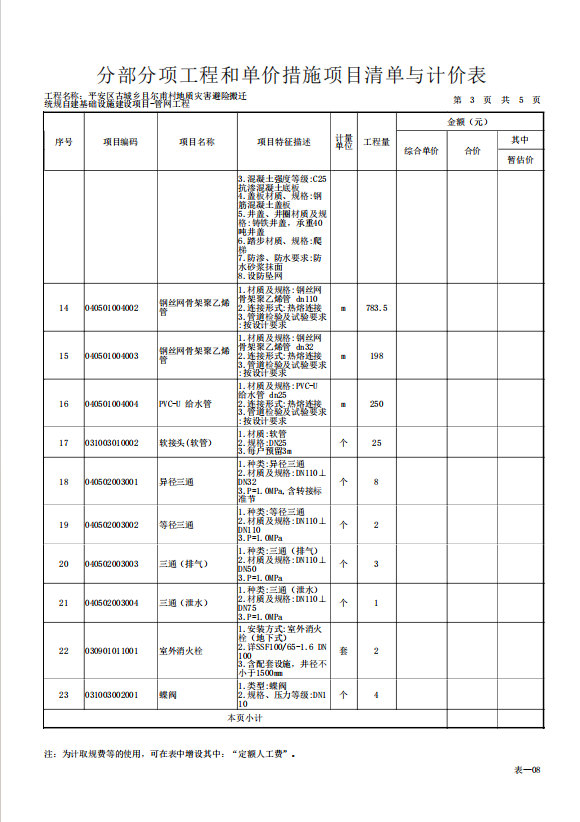 分部分项工程和单价措施项目清单与计价表
工程名称：平安区古城乡且尔甫村地质灾害避险搬迁
统规自建基础设施建设项目-管网工程
第 3 页 共 5 页
序号 项目编码 项目名称 项目特征描述 计量单位 工程量 金额（元）
综合单价 合价 其中
暂估价
3.混凝土强度等级:C25
抗渗混凝土底板
4.盖板材质、规格:钢
筋混凝土盖板
5.井盖、井圈材质及规
格:铸铁井盖，承重40
吨井盖
6.踏步材质、规格:爬
梯
7.防渗、防水要求:防
水砂浆抹面
8.设防坠网
14 040501004002 钢丝网骨架聚乙烯管 1.材质及规格:钢丝网 m 783.5
骨架聚乙烯管 dn110
2.连接形式:热熔连接
3.管道检验及试验要求
:按设计要求
15 040501004003 钢丝网骨架聚乙烯管 1.材质及规格:钢丝网 m 198
骨架聚乙烯管 dn32
2.连接形式:热熔连接
3.管道检验及试验要求
:按设计要求
16 040501004004 PVC-U 给水管 1.材质及规格:PVC-U m 250
给水管 dn25
2.连接形式:热熔连接
3.管道检验及试验要求
:按设计要求
17 031003010002 软接头(软管) 1.材质:软管 个 25
2.规格:DN25
3.每户预留3m
18 040502003001 异径三通 1.种类:异径三通 个 8
2.材质及规格:DN110⊥
DN32
3.P=1.0MPa,含转接标
准节
19 040502003002 等径三通 1.种类:等径三通 个 2
2.材质及规格:DN110⊥
DN110
3.P=1.0MPa
20 040502003003 三通（排气） 1.种类:三通（排气） 个 3
2.材质及规格:DN110⊥
DN50
3.P=1.0MPa
21 040502003004 三通（泄水） 1.种类:三通（泄水） 个 1
2.材质及规格:DN110⊥
DN75
3.P=1.0MPa
22 030901011001 室外消火栓 1.安装方式:室外消火 套 2
栓（地下式）
2.详SSF100/65-1.6 DN
100
3.含配套设施，井径不
小于1500mm
23 031003002001 蝶阀 1.类型:蝶阀 个 4
2.规格、压力等级:DN1
10
本页小计
注：为计取规费等的使用，可在表中增设其中：“定额人工费”。
表—08